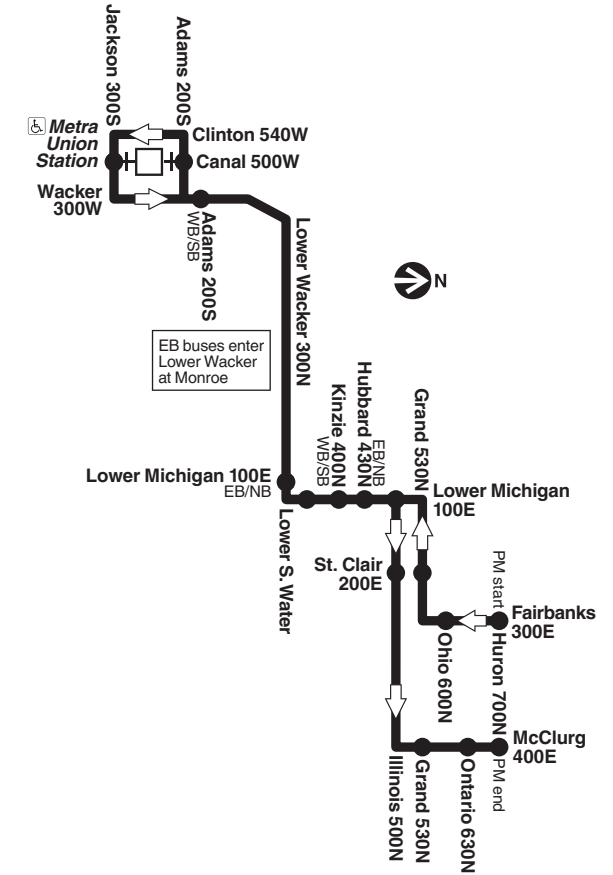 Jackson 300S
Adams 200S
Metra
Union
Station
Clinton 540W
Canal 500W
Wacker
300W
Adams 200S
WB/SB
Lower Wacker 300N
N
EB buses enter
Lower Wacker
at Monroe
Hubbard 430N
EB/NB
Kinzie 400N
WB/SB
Grand 530N
Lower Michigan 100E
EB/NB
Lower Michigan
100E
Lower S. Water
St. Clair
200E
PM start
Fairbanks
300E
Ohio 600N
Huron 700N
McClurg
400E
PM end
Illinois 500N
Grand 530N
Ontario 630N